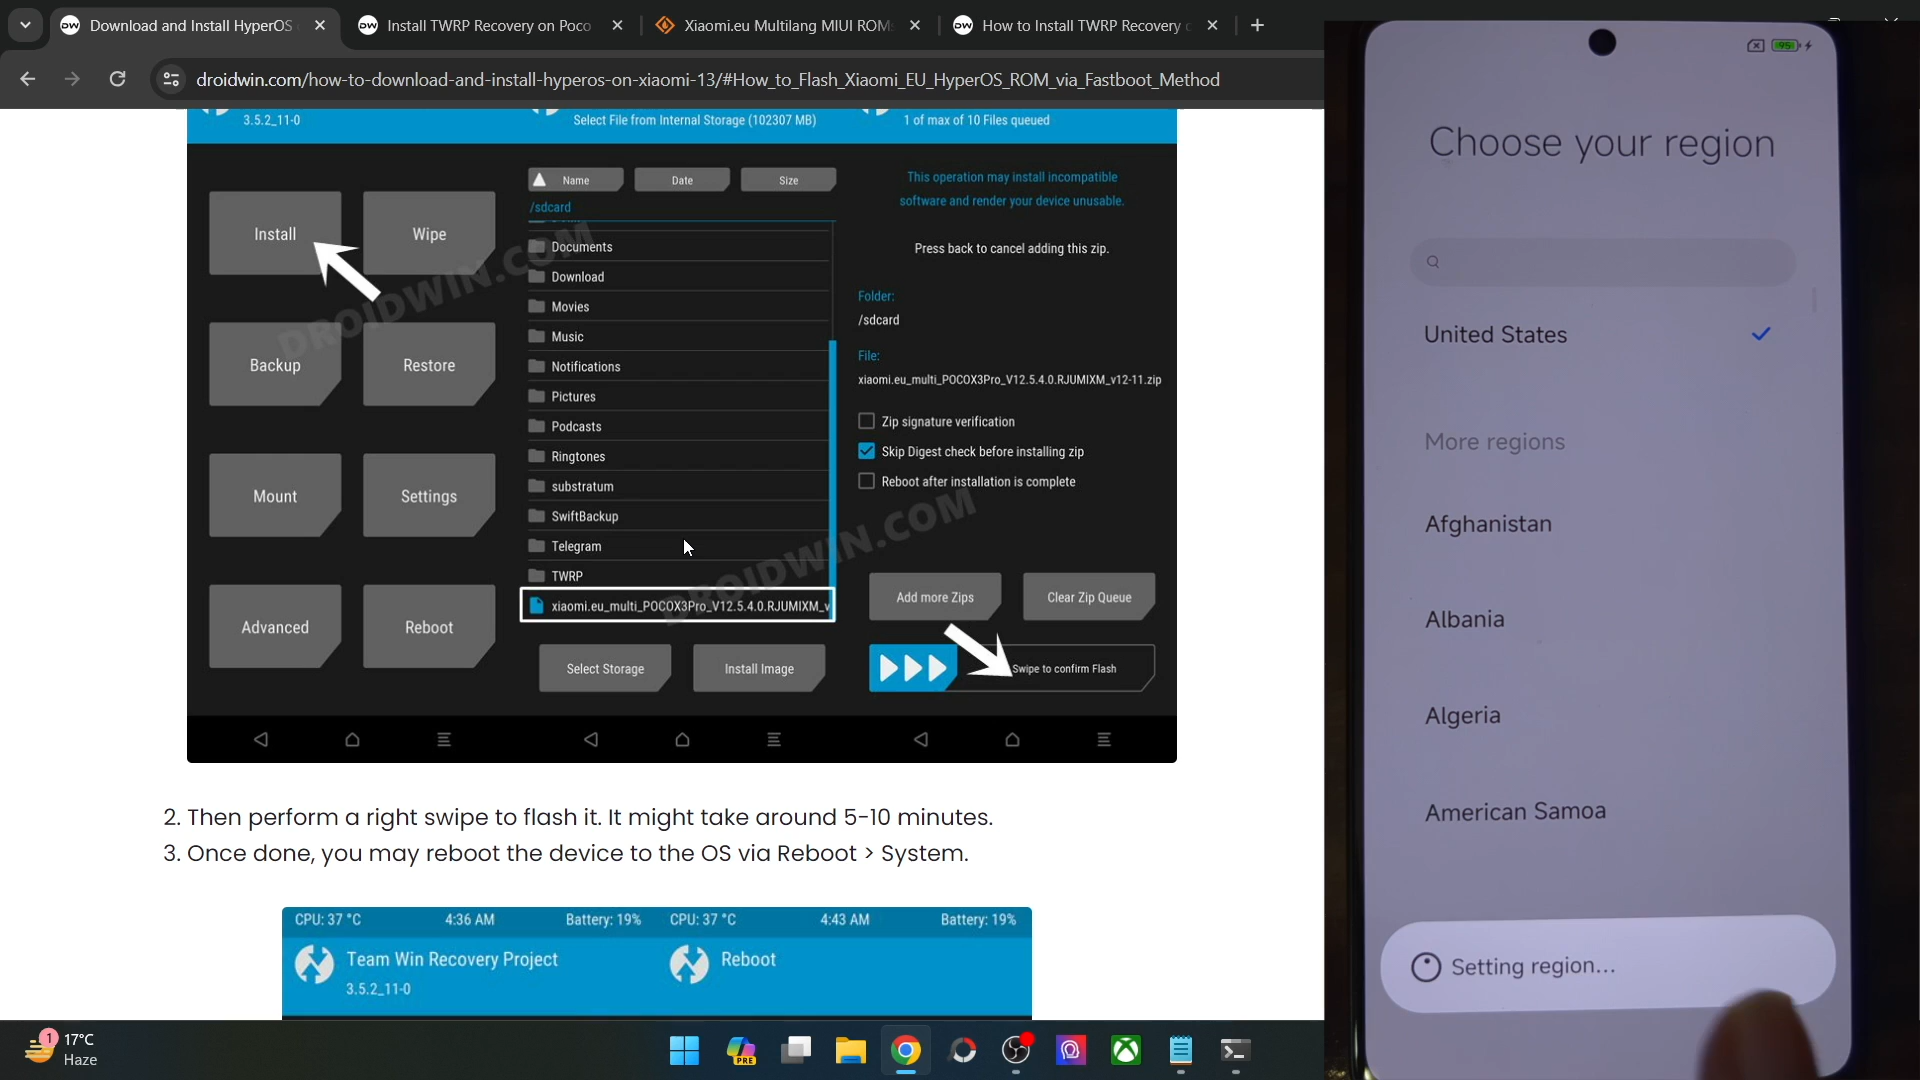 Download and Install HyperOS
Install TWRP Recovery on Poco
Xiaomi.eu Multilang MIUI ROM
How to Install TWRP Recovery
droidwin.com/how-to-download-and-install-hyperos-on-xiaomi-13/#How_to_Flash_Xiaomi_EU_HyperOS_ROM_via_Fastboot_Method
3.5.2_11-0
Select File from Internal Storage (102307 MB)
1 of max of 10 Files queued
Install
Wipe
Backup
Restore
Mount
Settings
Advanced
Reboot
Name
Date
Size
/sdcard
Documents
Download
Movies
Music
Notifications
Pictures
Podcasts
Ringtones
substratum
SwiftBackup
Telegram
TWRP
xiaomi.eu_multi_POCOX3Pro_V12.5.4.0.RJUMIXM_v
Select Storage
Install Image
This operation may install incompatible
software and render your device unusable.
Press back to cancel adding this zip.
Folder:
/sdcard
File:
xiaomi.eu_multi_POCOX3Pro_V12.5.4.0.RJUMIXM_v12-11.zip
Zip signature verification
Skip Digest check before installing zip
Reboot after installation is complete
Add more Zips
Clear Zip Queue
Swipe to confirm Flash
DROIDWIN.COM
DROIDWIN.COM
2. Then perform a right swipe to flash it. It might take around 5-10 minutes.
3. Once done, you may reboot the device to the OS via Reboot > System.
CPU: 37 °C
4:36 AM
Battery: 19%
CPU: 37 °C
4:43 AM
Battery: 19%
Team Win Recovery Project
3.5.2_11-0
Reboot
1
17°C
Haze
PRE
95
Choose your region
United States
More regions
Afghanistan
Albania
Algeria
American Samoa
Setting region...